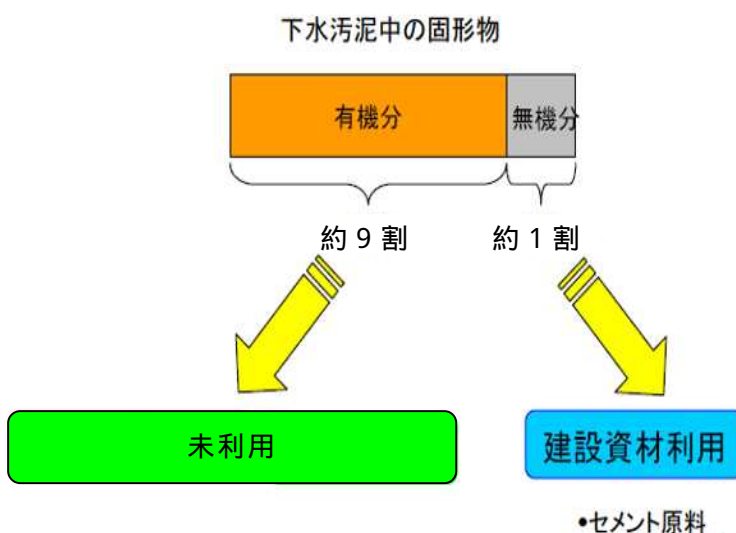 下水汚泥中の固形物
有機分
無機分
約9割
約1割
未利用
建設資材利用
•セメント原料